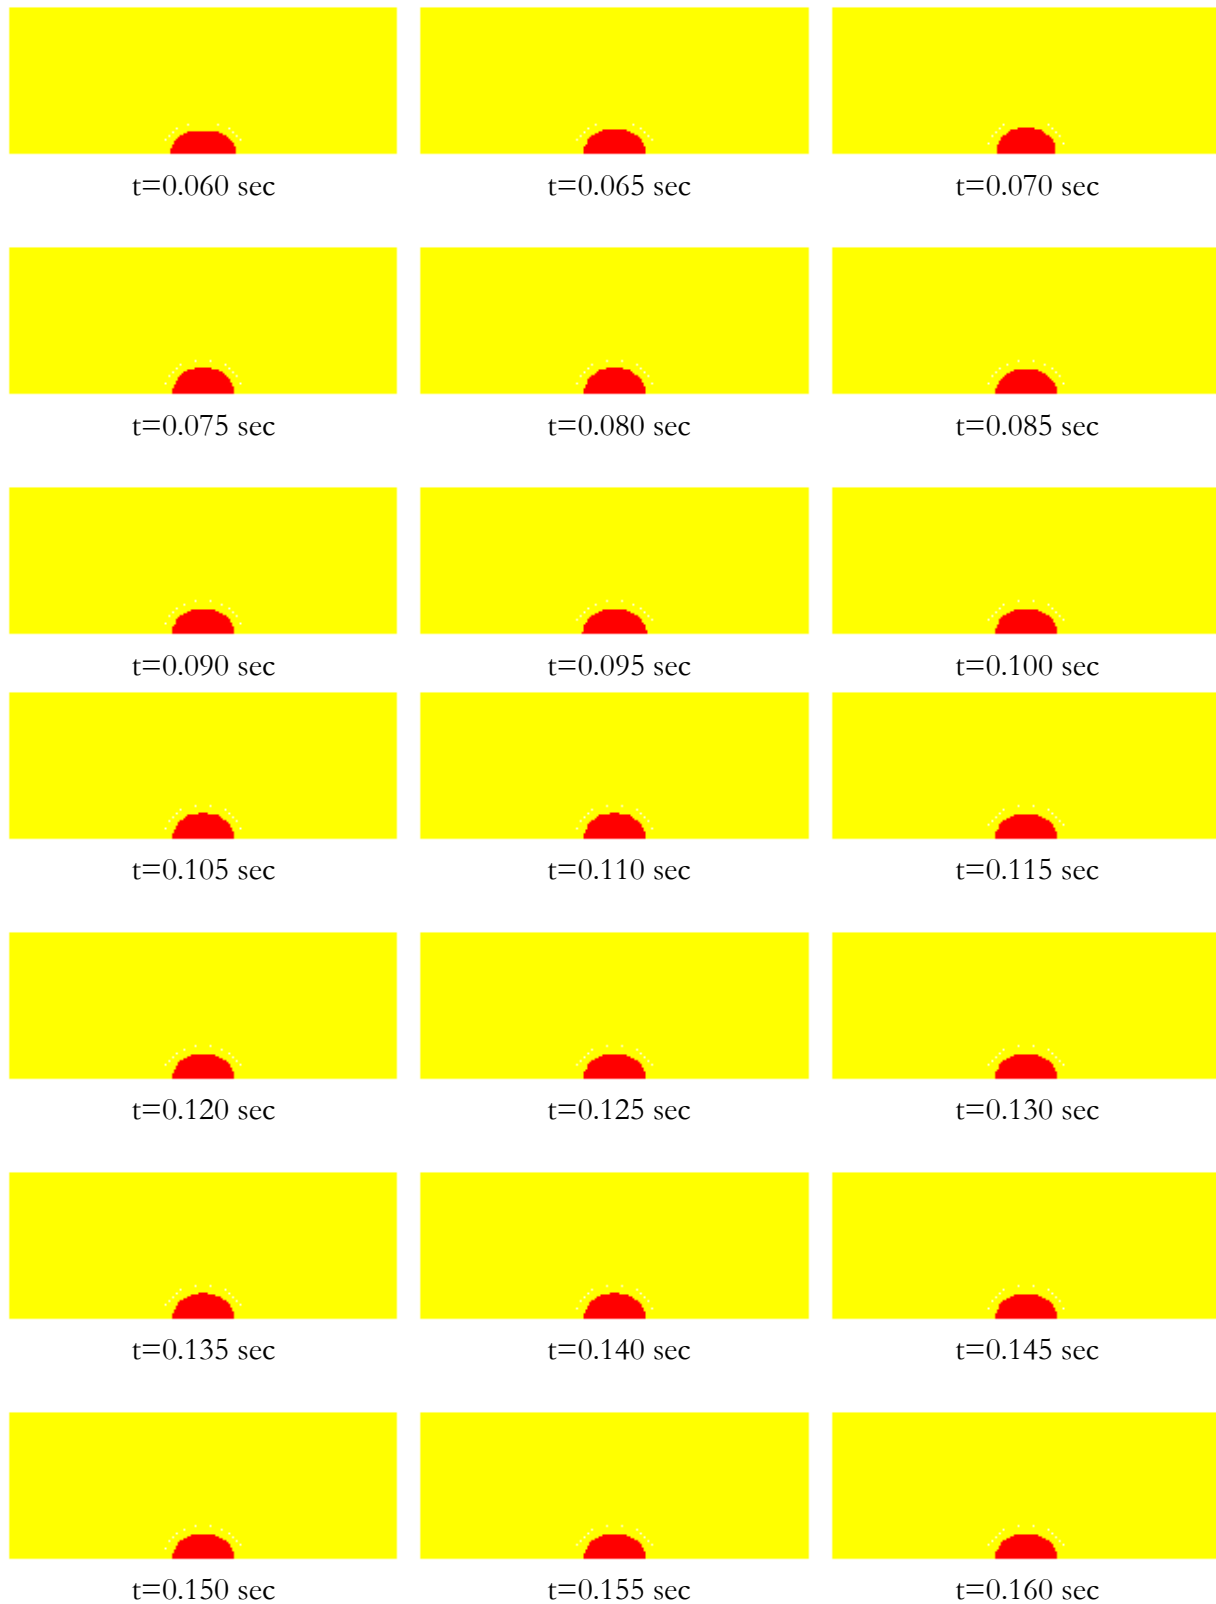 t=0.060 sec
t=0.065 sec
t=0.070 sec
t=0.075 sec
t=0.080 sec
t=0.085 sec
t=0.090 sec
t=0.095 sec
t=0.100 sec
t=0.105 sec
t=0.110 sec
t=0.115 sec
t=0.120 sec
t=0.125 sec
t=0.130 sec
t=0.135 sec
t=0.140 sec
t=0.145 sec
t=0.150 sec
t=0.155 sec
t=0.160 sec